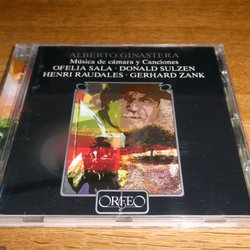 ALBERTO GINASTERA
Música de cámara y Canciones
OFELIA SALA · DONALD SULZEN
HENRI RAUDALES · GERHARD ZANK
ORFEO